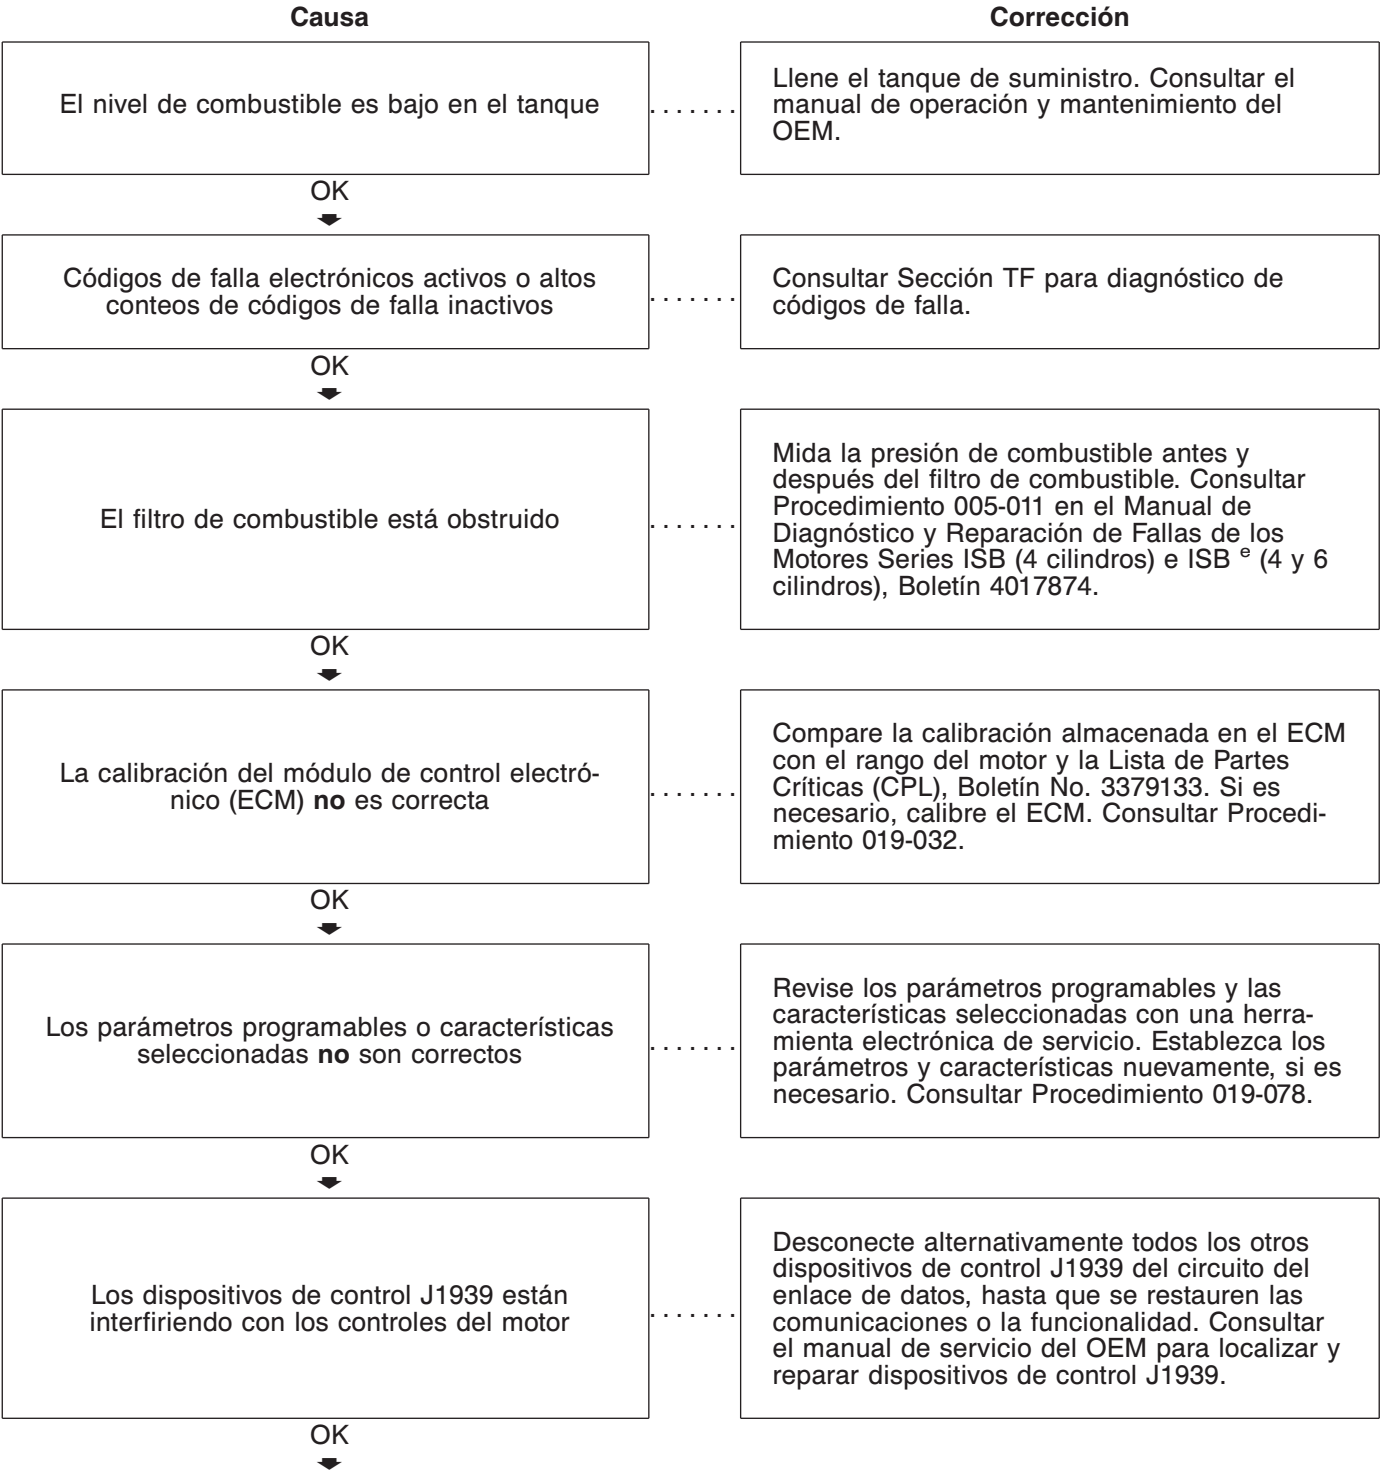 Causa
Corrección
El nivel de combustible es bajo en el tanque
. . . . . . .
Llene el tanque de suministro. Consultar el
manual de operación y mantenimiento del
OEM.
OK
Códigos de falla electrónicos activos o altos
conteos de códigos de falla inactivos
. . . . . . .
Consultar Sección TF para diagnóstico de
códigos de falla.
OK
El filtro de combustible está obstruido
. . . . . . .
Mida la presión de combustible antes y
después del filtro de combustible. Consultar
Procedimiento 005-011 en el Manual de
Diagnóstico y Reparación de Fallas de los
Motores Series ISB (4 cilindros) e ISB e (4 y 6
cilindros), Boletín 4017874.
OK
La calibración del módulo de control electró-
nico (ECM) no es correcta
. . . . . . .
Compare la calibración almacenada en el ECM
con el rango del motor y la Lista de Partes
Críticas (CPL), Boletín No. 3379133. Si es
necesario, calibre el ECM. Consultar Procedi-
miento 019-032.
OK
Los parámetros programables o características
seleccionadas no son correctos
. . . . . . .
Revise los parámetros programables y las
características seleccionadas con una herra-
mienta electrónica de servicio. Establezca los
parámetros y características nuevamente, si es
necesario. Consultar Procedimiento 019-078.
OK
Los dispositivos de control J1939 están
interfiriendo con los controles del motor
. . . . . . .
Desconecte alternativamente todos los otros
dispositivos de control J1939 del circuito del
enlace de datos, hasta que se restauren las
comunicaciones o la funcionalidad. Consultar
el manual de servicio del OEM para localizar y
reparar dispositivos de control J1939.
OK